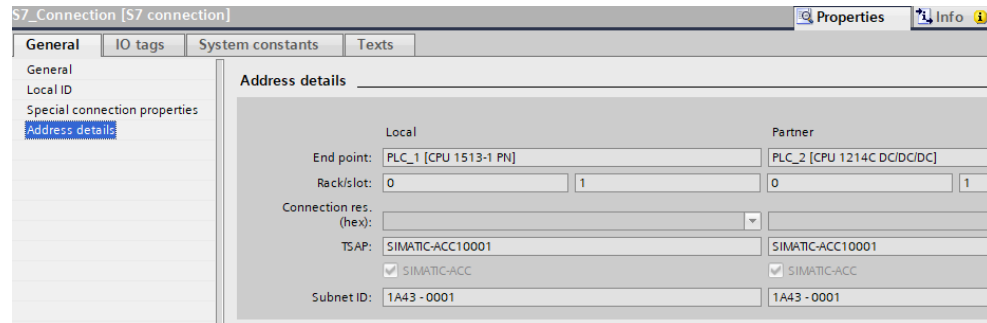 S7_Connection [S7 connection]
Properties
Info
General
IO tags
System constants
Texts
General
Local ID
Special connection properties
Address details
Address details
Local
Partner
End point:
PLC_1 [CPU 1513-1 PN]
PLC_2 [CPU 1214C DC/DC/DC]
Rack/slot:
0
1
0
1
Connection res.
(hex):
TSAP:
SIMATIC-ACC10001
SIMATIC-ACC10001
SIMATIC-ACC
SIMATIC-ACC
Subnet ID:
1A43 - 0001
1A43 - 0001